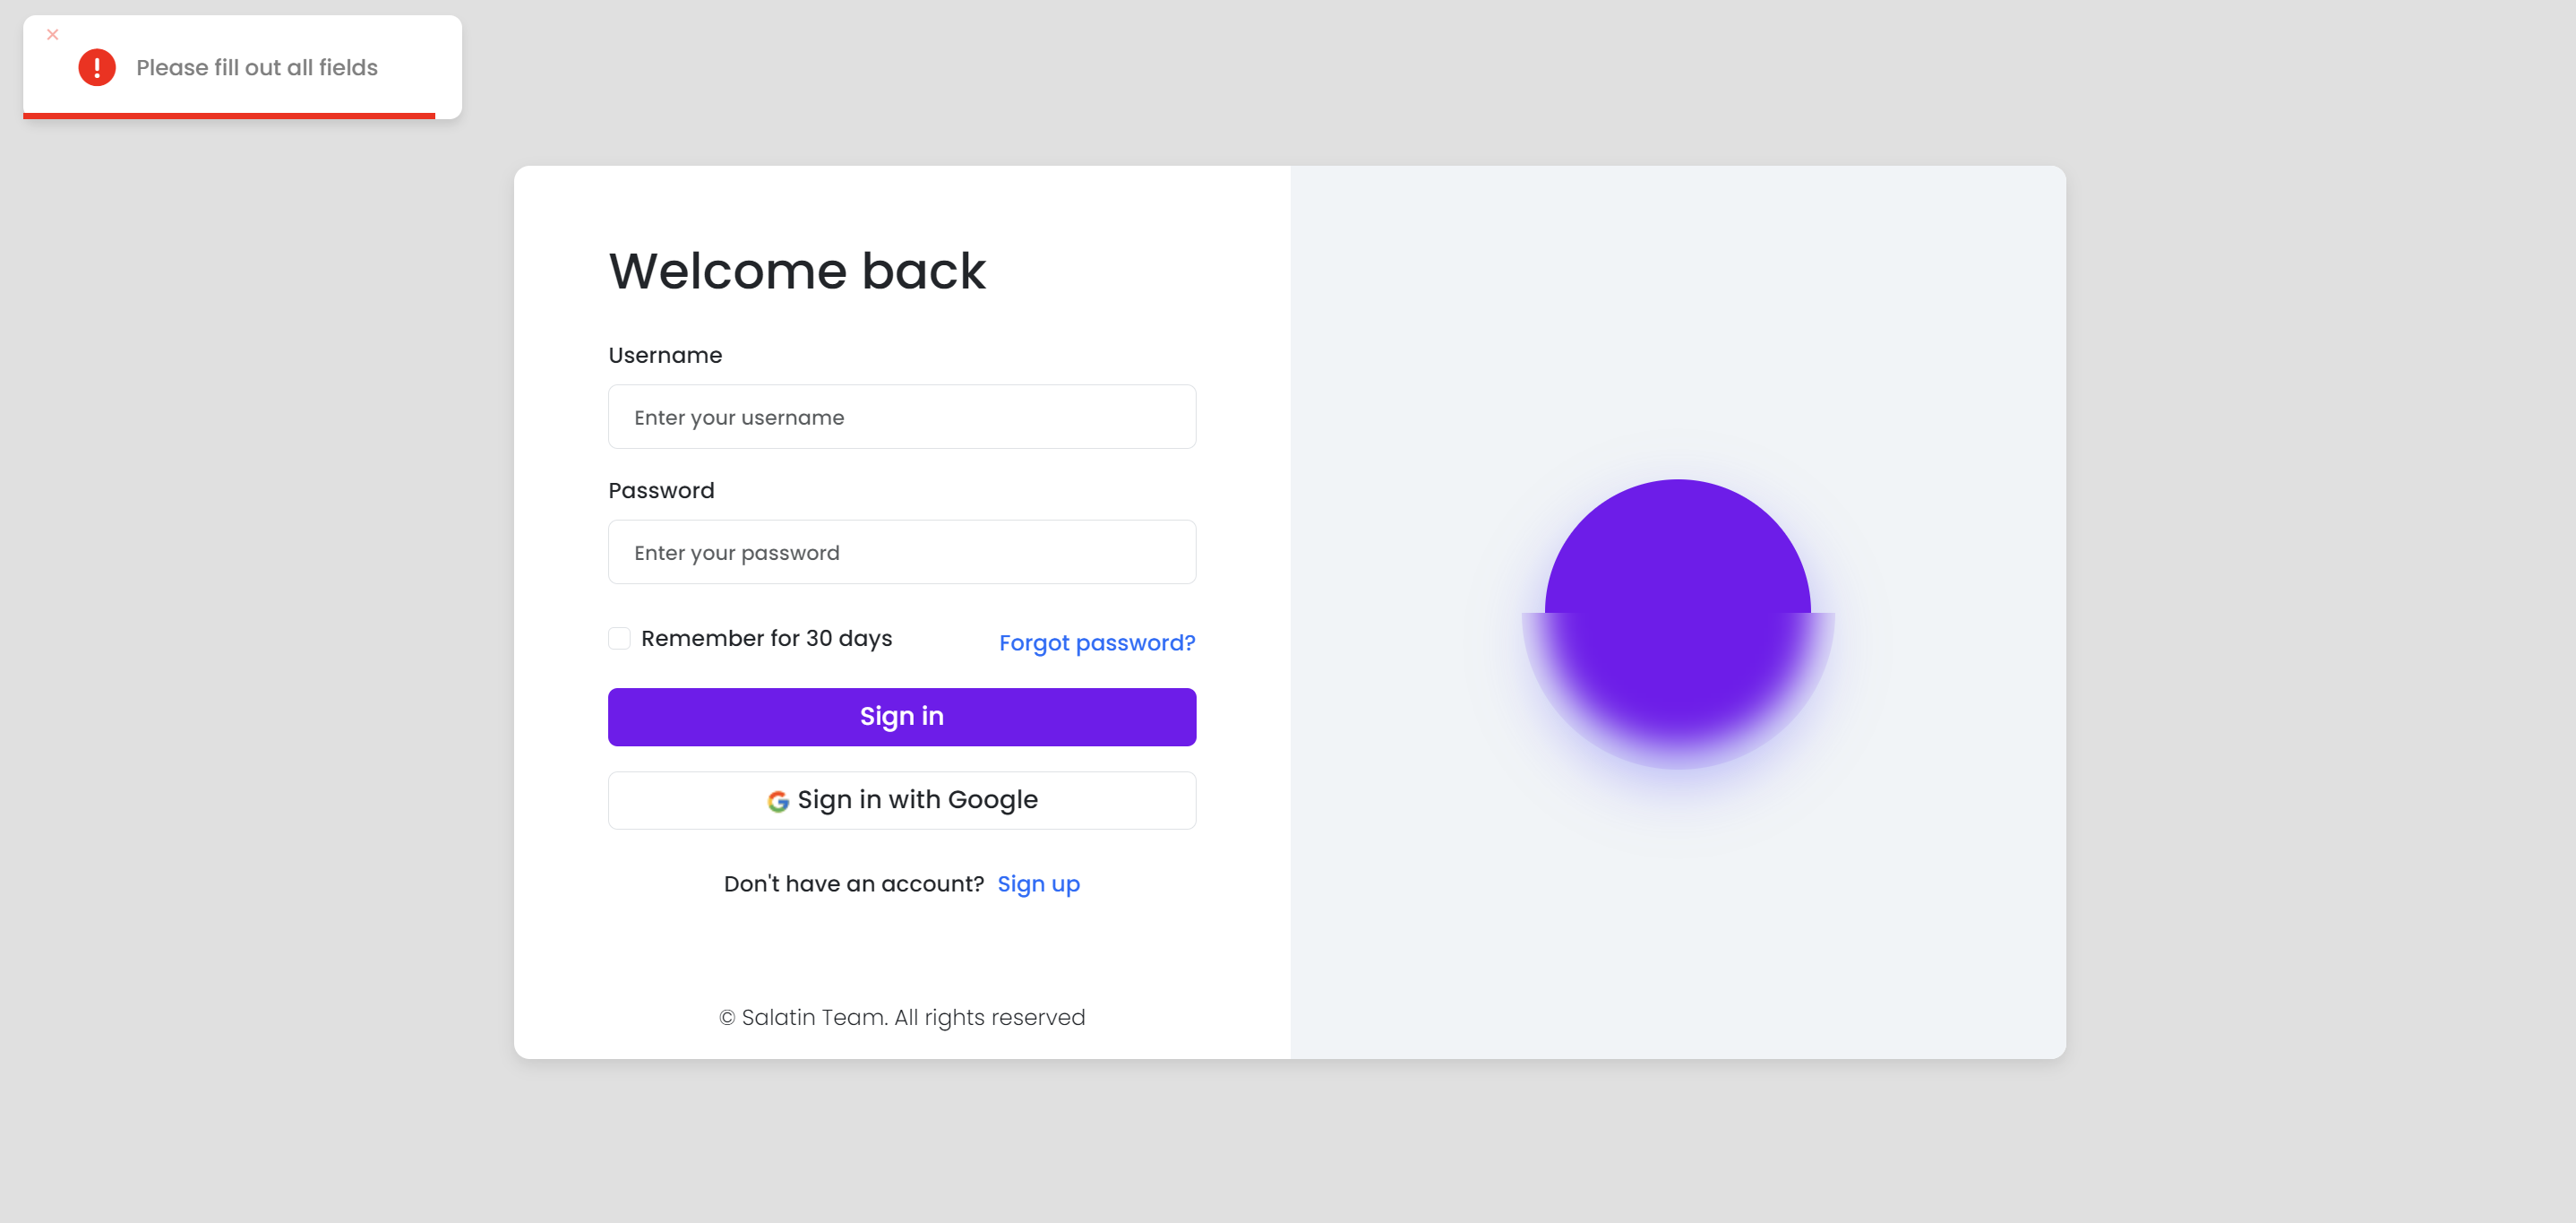 Please fill out all fields
Welcome back
Username
Enter your username
Password
Enter your password
Remember for 30 days
Forgot password?
Sign in
Sign in with Google
Don't have an account? Sign up
© Salatin Team. All rights reserved